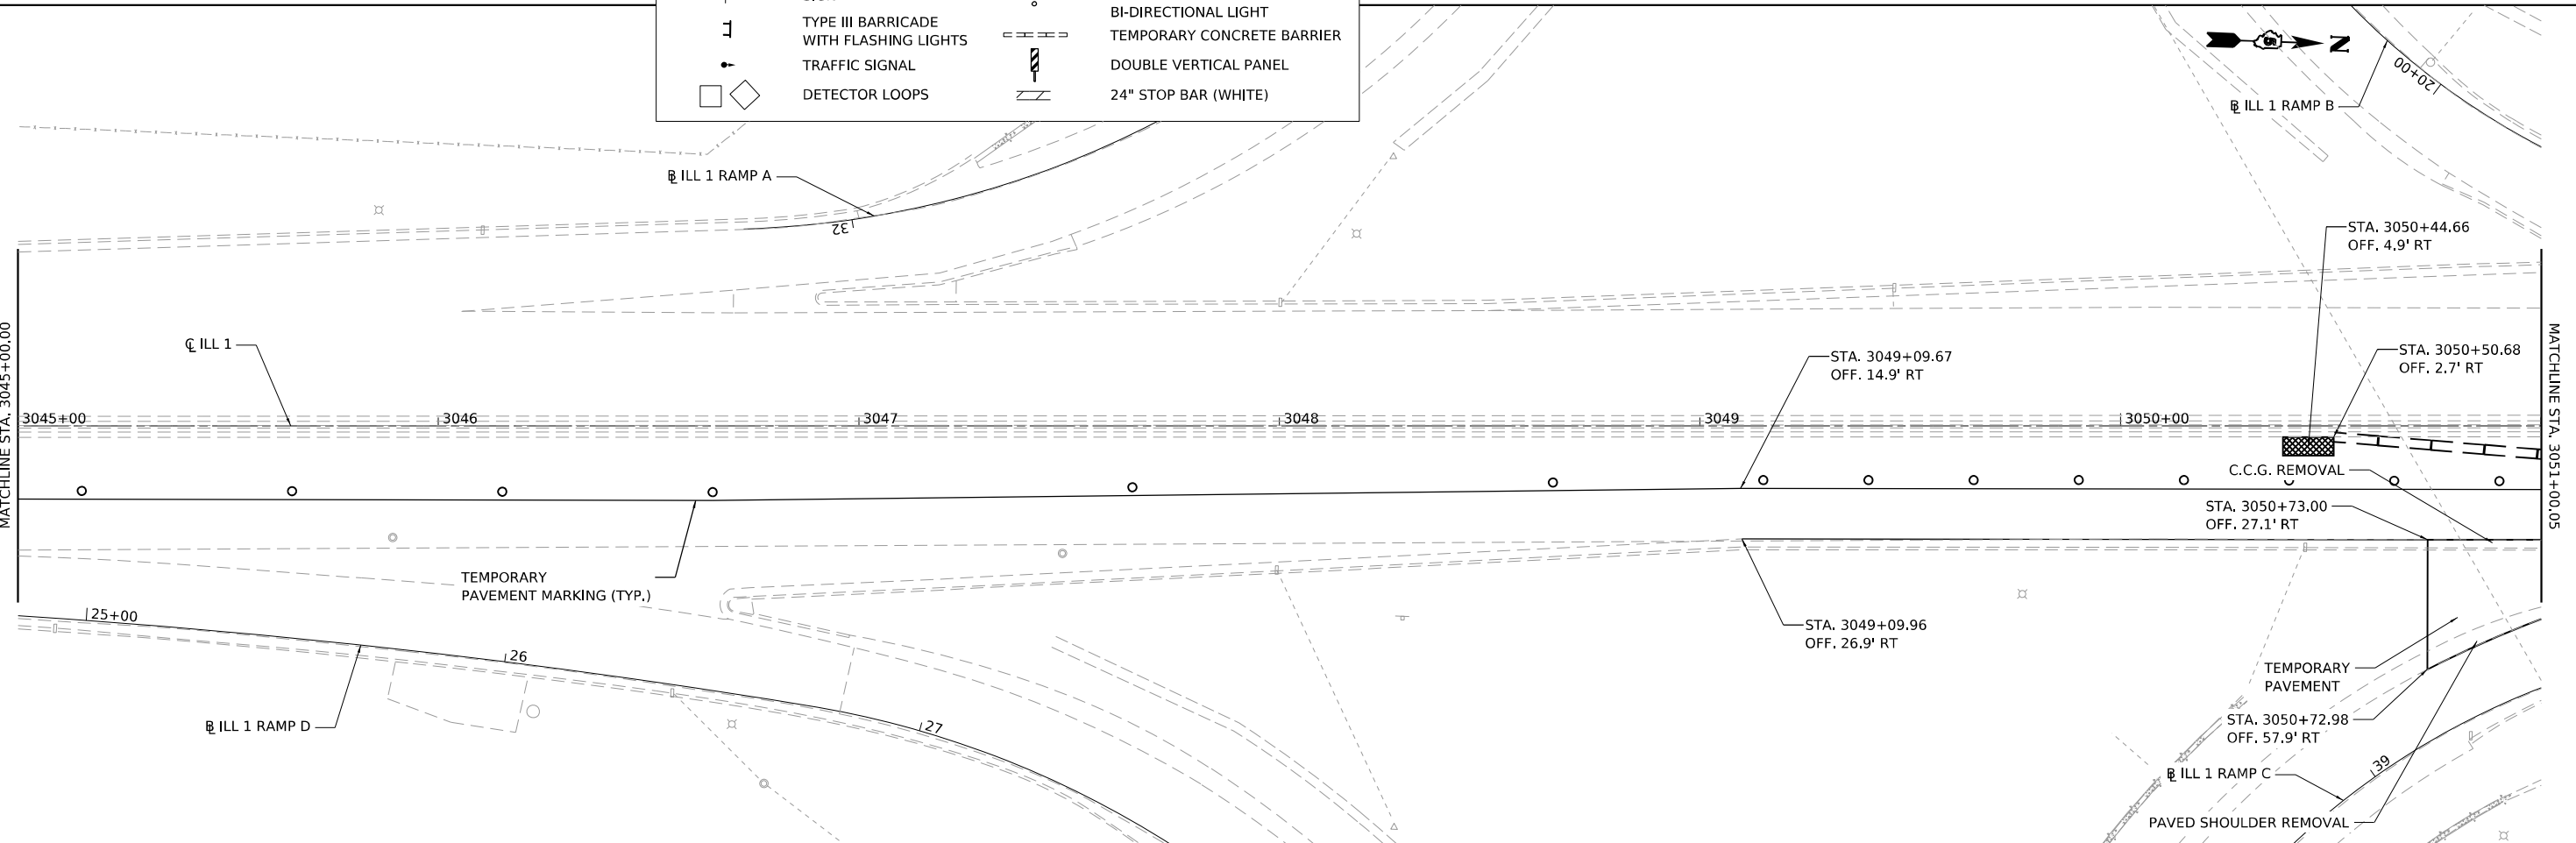 BI-DIRECTIONAL LIGHT
TYPE III BARRICADE
WITH FLASHING LIGHTS
TEMPORARY CONCRETE BARRIER
TRAFFIC SIGNAL
DOUBLE VERTICAL PANEL
DETECTOR LOOPS
24" STOP BAR (WHITE)
N
20+00
℄ ILL 1
B ILL 1 RAMP B
B ILL 1 RAMP A
32
STA. 3050+44.66
OFF. 4.9' RT
MATCHLINE STA. 3045+00.00
STA. 3049+09.67
OFF. 14.9' RT
STA. 3050+50.68
OFF. 2.7' RT
MATCHLINE STA. 3051+00.05
3045+00
3046
3047
3048
3049
3050+00
C.C.G. REMOVAL
STA. 3050+73.00
OFF. 27.1' RT
TEMPORARY
PAVEMENT MARKING (TYP.)
25+00
26
27
STA. 3049+09.96
OFF. 26.9' RT
TEMPORARY
PAVEMENT
B ILL 1 RAMP D
STA. 3050+72.98
OFF. 57.9' RT
39
B ILL 1 RAMP C
PAVED SHOULDER REMOVAL